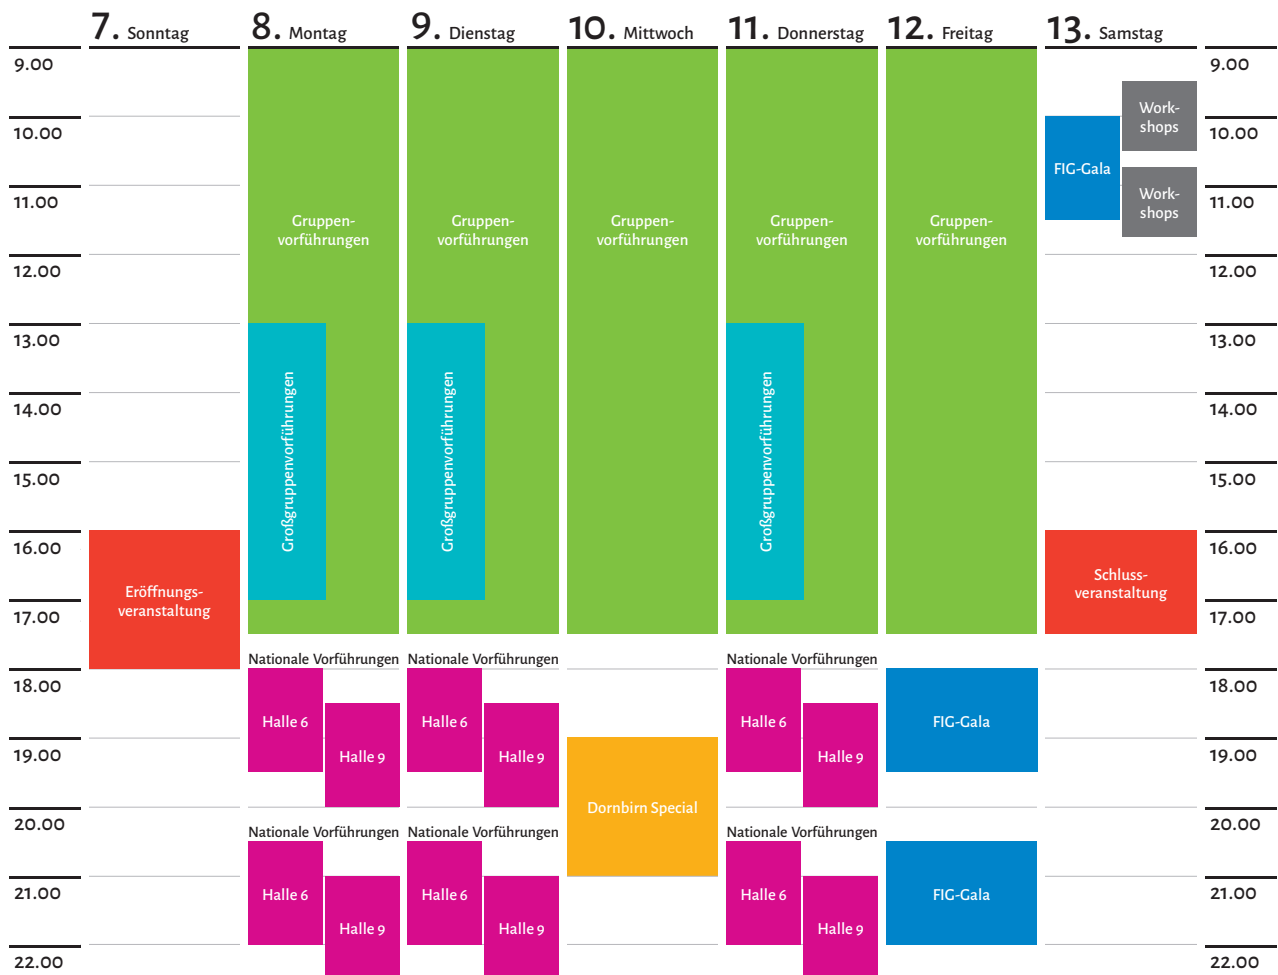 7. Sonntag
8. Montag
9. Dienstag
10. Mittwoch
11. Donnerstag
12. Freitag
13. Samstag
9.00
10.00
11.00
12.00
13.00
14.00
15.00
16.00
17.00
18.00
19.00
20.00
21.00
22.00
Eröffnungs-
veranstaltung
Gruppen-
vorführungen
Großgruppenvorführungen
Nationale Vorführungen
Halle 6
Halle 9
Nationale Vorführungen
Halle 6
Halle 9
Gruppen-
vorführungen
Großgruppenvorführungen
Nationale Vorführungen
Halle 6
Halle 9
Nationale Vorführungen
Halle 6
Halle 9
Gruppen-
vorführungen
Dornbirn Special
Gruppen-
vorführungen
Großgruppenvorführungen
Nationale Vorführungen
Halle 6
Halle 9
Nationale Vorführungen
Halle 6
Halle 9
Gruppen-
vorführungen
FIG-Gala
FIG-Gala
Work-
shops
FIG-Gala
Work-
shops
Schluss-
veranstaltung
9.00
10.00
11.00
12.00
13.00
14.00
15.00
16.00
17.00
18.00
19.00
20.00
21.00
22.00